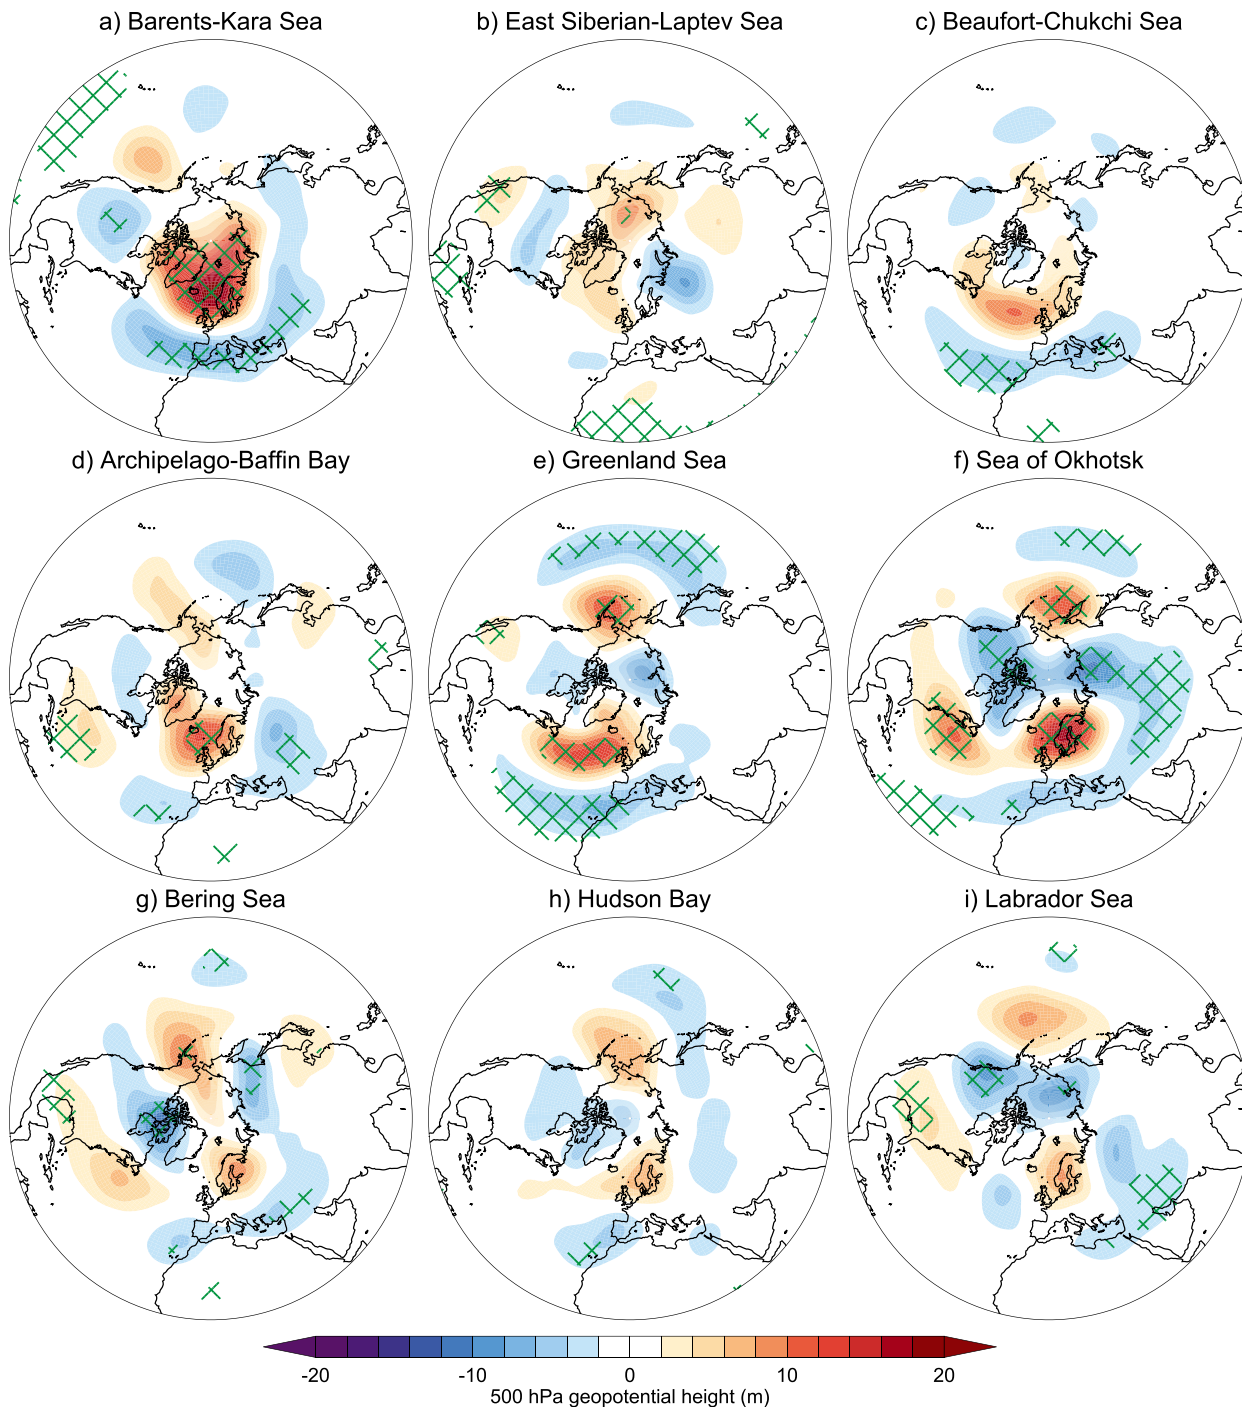 a) Barents-Kara Sea
b) East Siberian-Laptev Sea
c) Beaufort-Chukchi Sea
d) Archipelago-Baffin Bay
e) Greenland Sea
f) Sea of Okhotsk
g) Bering Sea
h) Hudson Bay
i) Labrador Sea
-20 -10 0 10 20
500 hPa geopotential height (m)